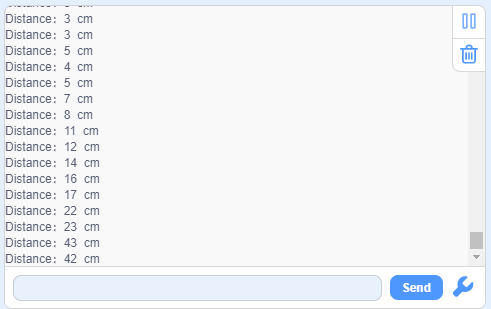 Distance: 3 cm
Distance: 3 cm
Distance: 5 cm
Distance: 4 cm
Distance: 5 cm
Distance: 7 cm
Distance: 8 cm
Distance: 11 cm
Distance: 12 cm
Distance: 14 cm
Distance: 16 cm
Distance: 17 cm
Distance: 22 cm
Distance: 23 cm
Distance: 43 cm
Distance: 42 cm
Send